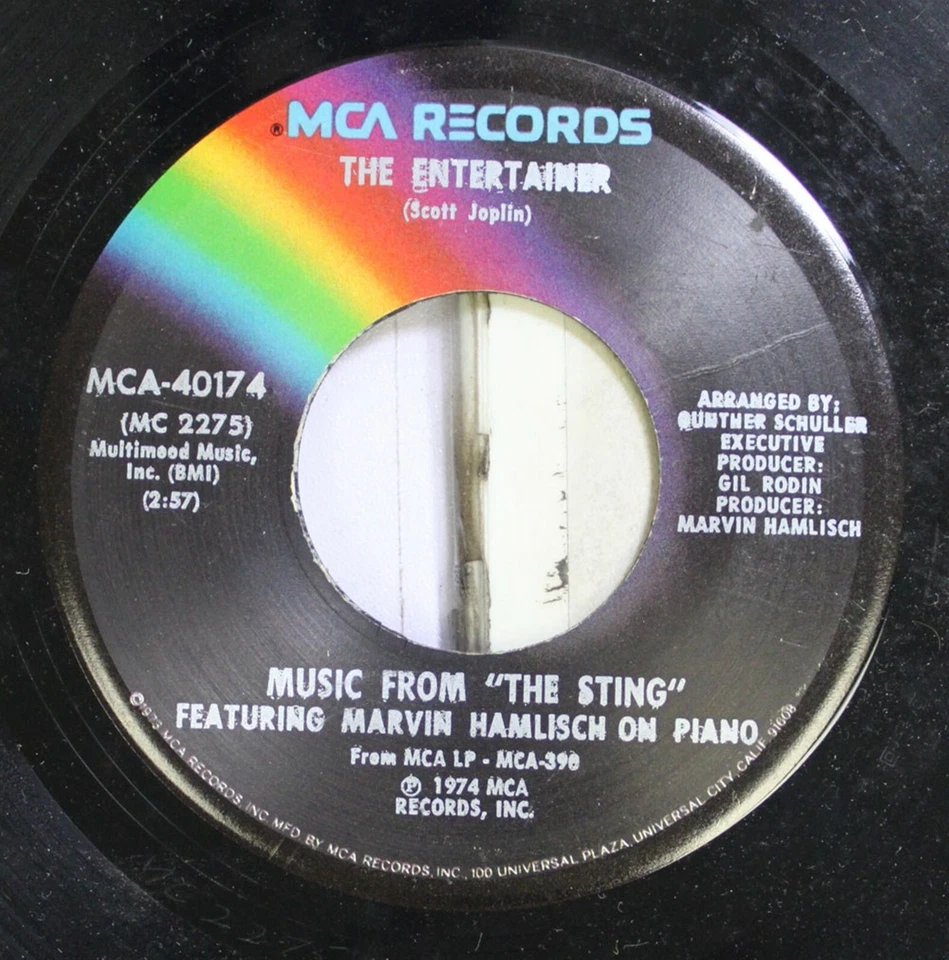 ®MCA RECORDS
THE ENTERTAINER
(Scott Joplin)
MCA-40174
(MC 2275)
Multimood Music,
Inc. (BMI)
(2:57)
ARRANGED BY:
GUNTHER SCHULLER
EXECUTIVE
PRODUCER:
GIL RODIN
PRODUCER:
MARVIN HAMLISCH
MUSIC FROM "THE STING"
FEATURING MARVIN HAMLISCH ON PIANO
From MCA LP - MCA-390
℗ 1974 MCA
RECORDS, INC.
©1973 MCA RECORDS, INC. MFD. BY MCA RECORDS, INC., 100 UNIVERSAL PLAZA, UNIVERSAL CITY, CALIF. 91608